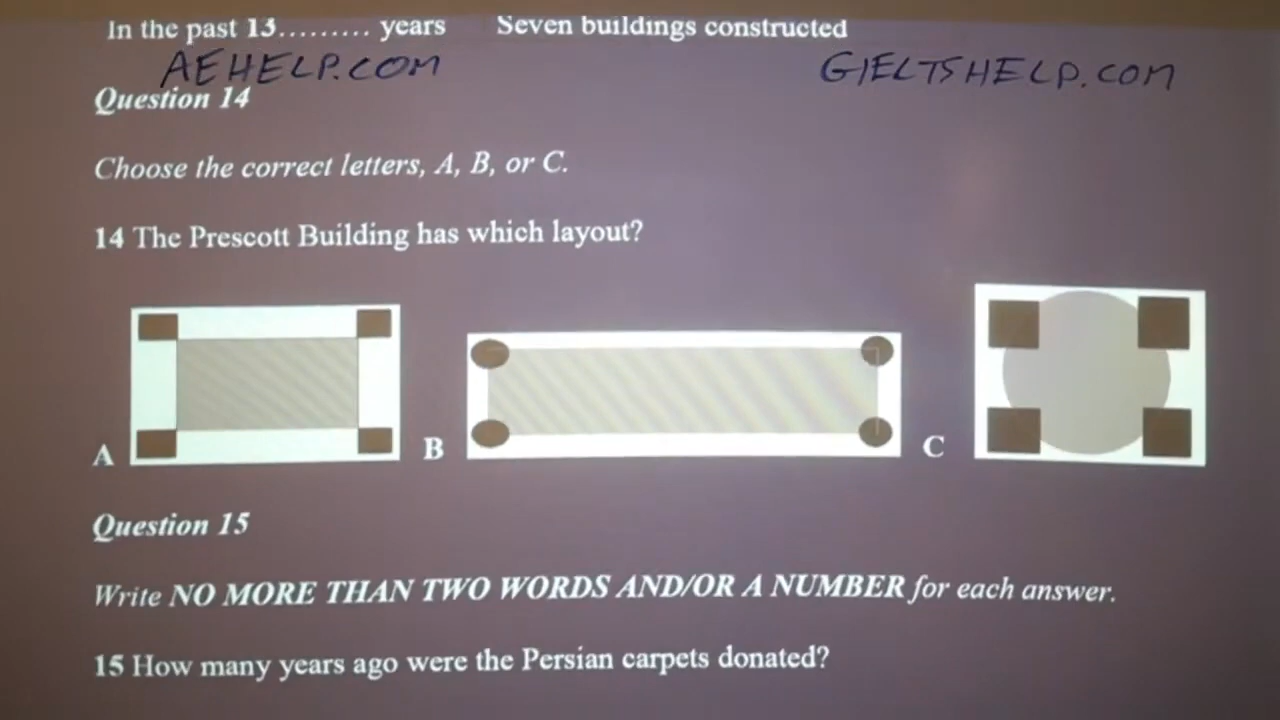 In the past 13......... years Seven buildings constructed
AEHELP.COM GIELTSHELP.COM
Question 14
Choose the correct letters, A, B, or C.
14 The Prescott Building has which layout?
A B C
Question 15
Write NO MORE THAN TWO WORDS AND/OR A NUMBER for each answer.
15 How many years ago were the Persian carpets donated?